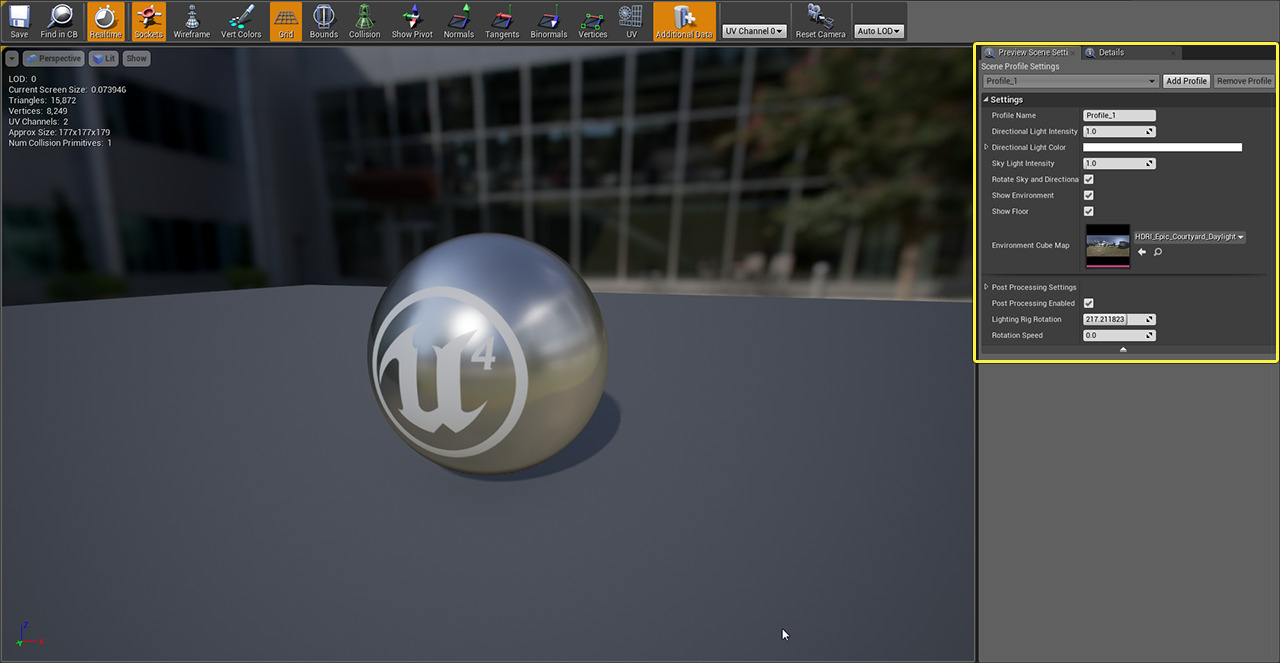 Save Find in CB Realtime Sockets Wireframe Vert Colors Grid Bounds Collision Show Pivot Normals Tangents Binormals Vertices UV Additional Data UV Channel 0 Reset Camera Auto LOD
Perspective Lit Show
LOD: 0
Current Screen Size: 0.073946
Triangles: 15,872
Vertices: 8,249
UV Channels: 2
Approx Size: 177x177x179
Num Collision Primitives: 1
u 4
Z
Y X
Preview Scene Setti Details
Scene Profile Settings
Profile_1 Add Profile Remove Profile
Settings
Profile Name Profile_1
Directional Light Intensity 1.0
Directional Light Color
Sky Light Intensity 1.0
Rotate Sky and Directiona
Show Environment
Show Floor
Environment Cube Map HDRI_Epic_Courtyard_Daylight
Post Processing Settings
Post Processing Enabled
Lighting Rig Rotation 217.211823
Rotation Speed 0.0